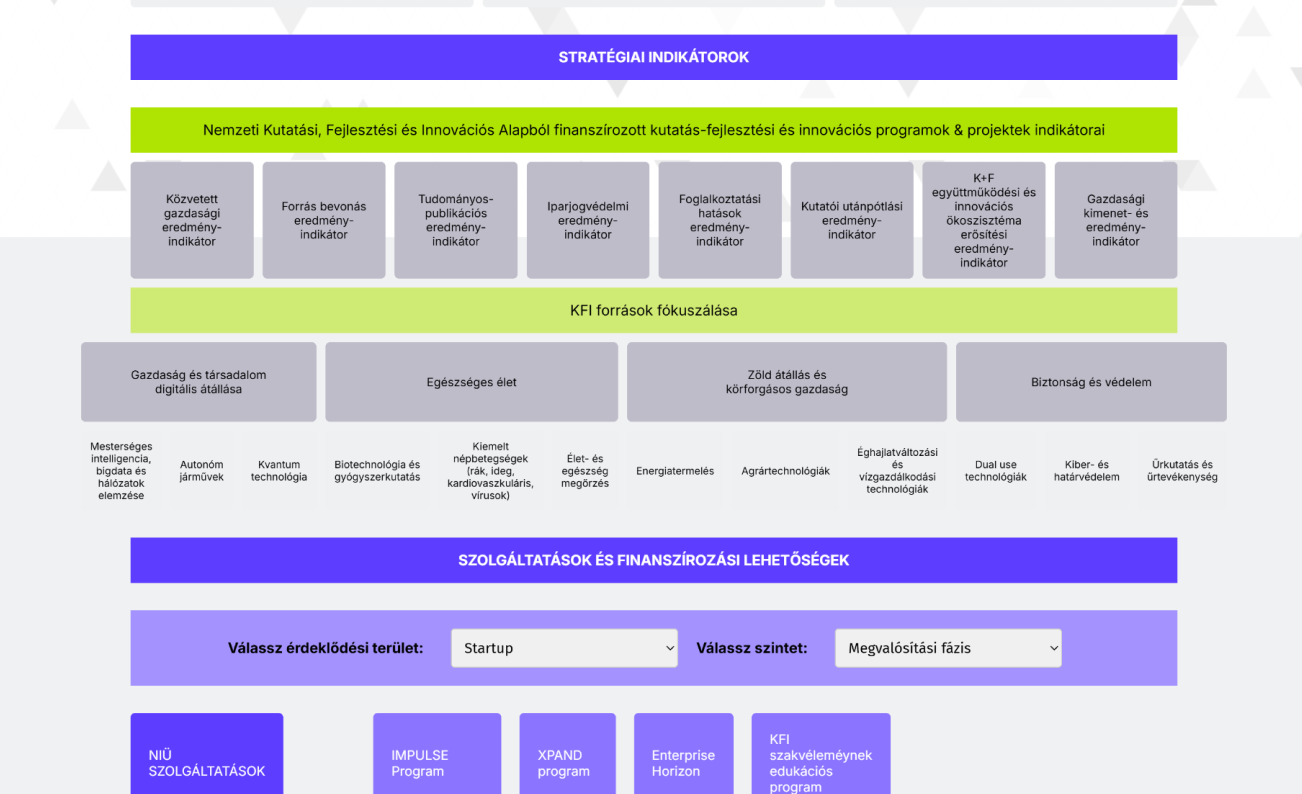 STRATÉGIAI INDIKÁTOROK
Nemzeti Kutatási, Fejlesztési és Innovációs Alapból finanszírozott kutatás-fejlesztési és innovációs programok & projektek indikátorai
Közvetett
gazdasági
eredmény-
indikátor
Forrás bevonás
eredmény-
indikátor
Tudományos-
publikációs
eredmény-
indikátor
Iparjogvédelmi
eredmény-
indikátor
Foglalkoztatási
hatások
eredmény-
indikátor
Kutatói utánpótlási
eredmény-
indikátor
K+F
együttműködési és
innovációs
ökoszisztéma
erősítési
eredmény-
indikátor
Gazdasági
kimenet- és
eredmény-
indikátor
KFI források fókuszálása
Gazdaság és társadalom
digitális átállása
Egészséges élet
Zöld átállás és
körforgásos gazdaság
Biztonság és védelem
Mesterséges
intelligencia,
bigdata és
hálózatok
elemzése
Autonóm
járművek
Kvantum
technológia
Biotechnológia és
gyógyszerkutatás
Kiemelt
népbetegségek
(rák, ideg,
kardiovaszkuláris,
vírusok)
Élet- és
egészség
megőrzés
Energiatermelés
Agrártechnológiák
Éghajlatváltozási
és
vízgazdálkodási
technológiák
Dual use
technológiák
Kiber- és
határvédelem
Űrkutatás és
űrtevékenység
SZOLGÁLTATÁSOK ÉS FINANSZÍROZÁSI LEHETŐSÉGEK
Válassz érdeklődési terület:
Startup
Válassz szintet:
Megvalósítási fázis
NIÜ
SZOLGÁLTATÁSOK
IMPULSE
Program
XPAND
program
Enterprise
Horizon
KFI
szakvéleméynek
edukációs
program